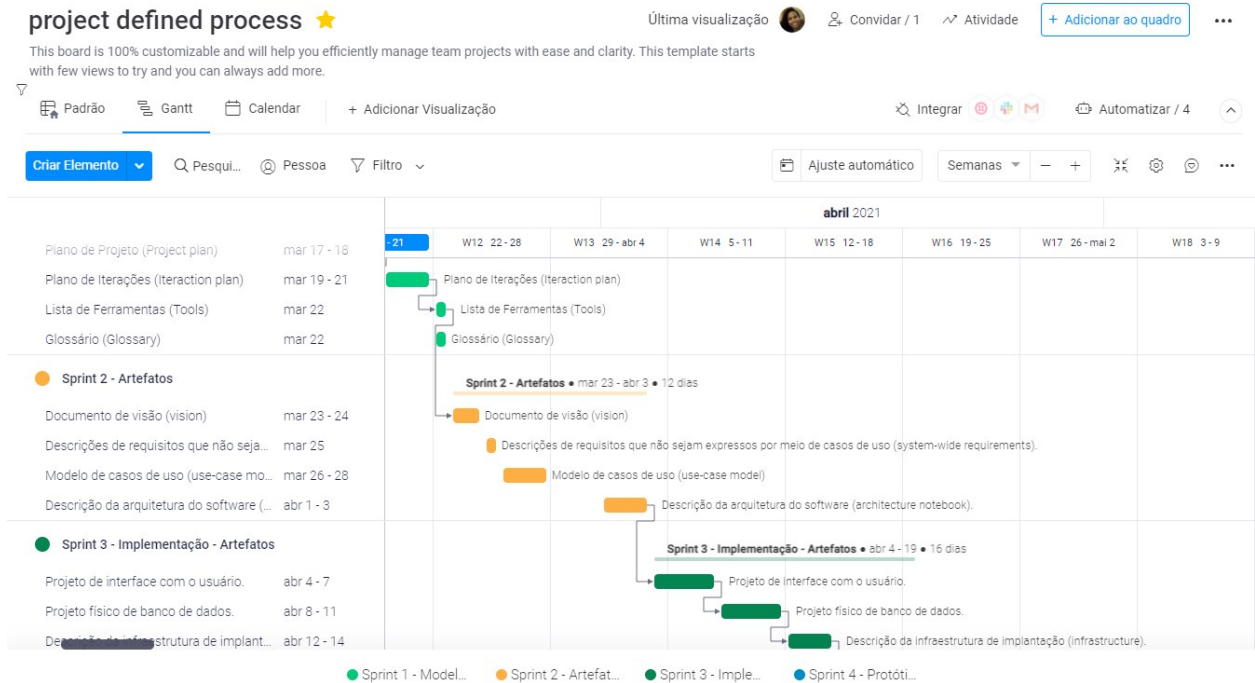 project defined process
Última visualização
Convidar / 1
Atividade
+ Adicionar ao quadro
This board is 100% customizable and will help you efficiently manage team projects with ease and clarity. This template starts
with few views to try and you can always add more.
Padrão
Gantt
Calendar
+ Adicionar Visualização
Integrar
Automatizar / 4
Criar Elemento
Pesqui...
Pessoa
Filtro
Ajuste automático
Semanas
− +
abril 2021
- 21
W12 22 - 28
W13 29 - abr 4
W14 5 - 11
W15 12 - 18
W16 19 - 25
W17 26 - mai 2
W18 3 - 9
Plano de Projeto (Project plan) mar 17 - 18
Plano de Iterações (Iteraction plan) mar 19 - 21
Plano de Iterações (Iteraction plan)
Lista de Ferramentas (Tools) mar 22
Lista de Ferramentas (Tools)
Glossário (Glossary) mar 22
Glossário (Glossary)
Sprint 2 - Artefatos
Sprint 2 - Artefatos • mar 23 - abr 3 • 12 dias
Documento de visão (vision) mar 23 - 24
Documento de visão (vision)
Descrições de requisitos que não seja... mar 25
Descrições de requisitos que não sejam expressos por meio de casos de uso (system-wide requirements).
Modelo de casos de uso (use-case mo... mar 26 - 28
Modelo de casos de uso (use-case model)
Descrição da arquitetura do software (... abr 1 - 3
Descrição da arquitetura do software (architecture notebook).
Sprint 3 - Implementação - Artefatos
Sprint 3 - Implementação - Artefatos • abr 4 - 19 • 16 dias
Projeto de interface com o usuário. abr 4 - 7
Projeto de interface com o usuário.
Projeto físico de banco de dados. abr 8 - 11
Projeto físico de banco de dados.
Descrição da infraestrutura de implant... abr 12 - 14
Descrição da infraestrutura de implantação (infrastructure).
Sprint 1 - Model...
Sprint 2 - Artefat...
Sprint 3 - Imple...
Sprint 4 - Protóti...